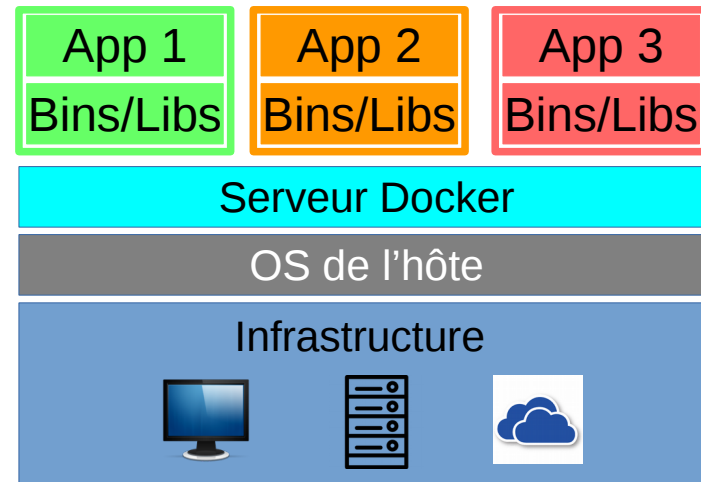 App 1
App 2
App 3
Bins/Libs
Bins/Libs
Bins/Libs
Serveur Docker
OS de l’hôte
Infrastructure